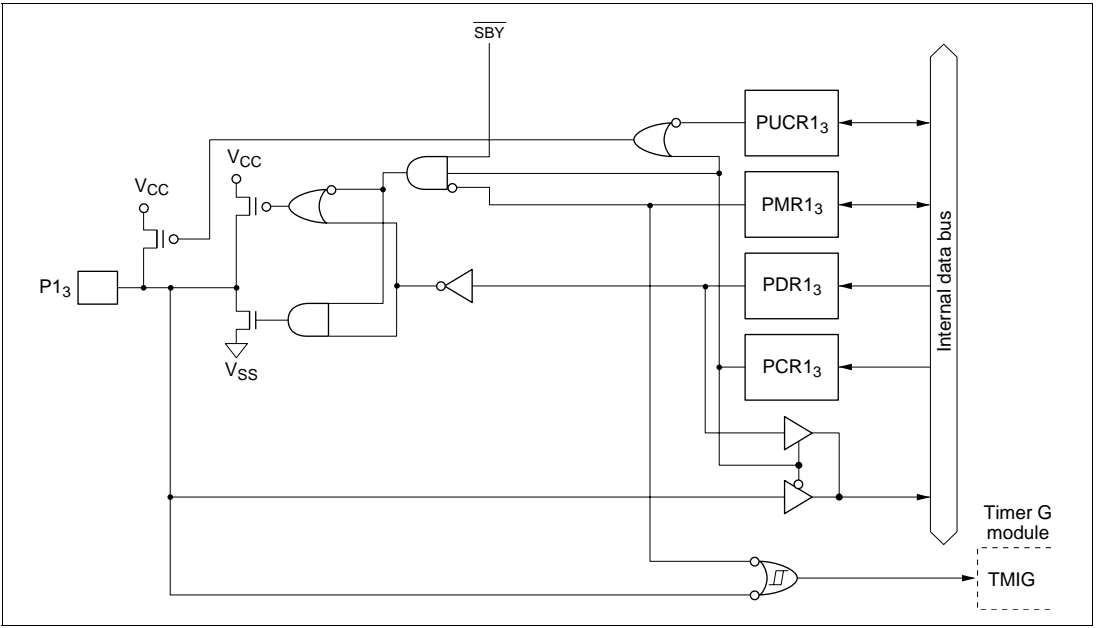 SBY
PUCR1₃
V_CC
V_CC
PMR1₃
P1₃
PDR1₃
Internal data bus
V_SS
PCR1₃
Timer G
module
TMIG